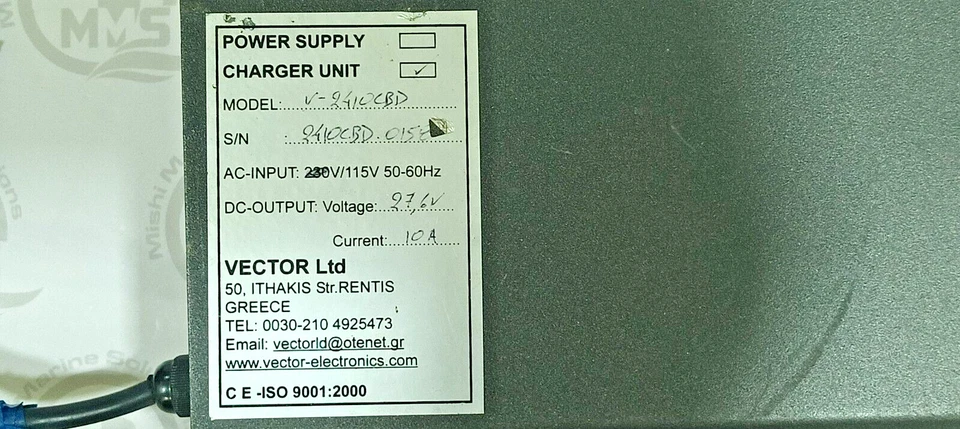 MMS
POWER SUPPLY
CHARGER UNIT ✓
MODEL: V-2410CBD
S/N : 2410CBD.015
AC-INPUT: 230V/115V 50-60Hz
DC-OUTPUT: Voltage: 27,6V
Current: 10A
VECTOR Ltd
50, ITHAKIS Str.RENTIS
GREECE
TEL: 0030-210 4925473
Email: vectorld@otenet.gr
www.vector-electronics.com
C E -ISO 9001:2000
Mishi M